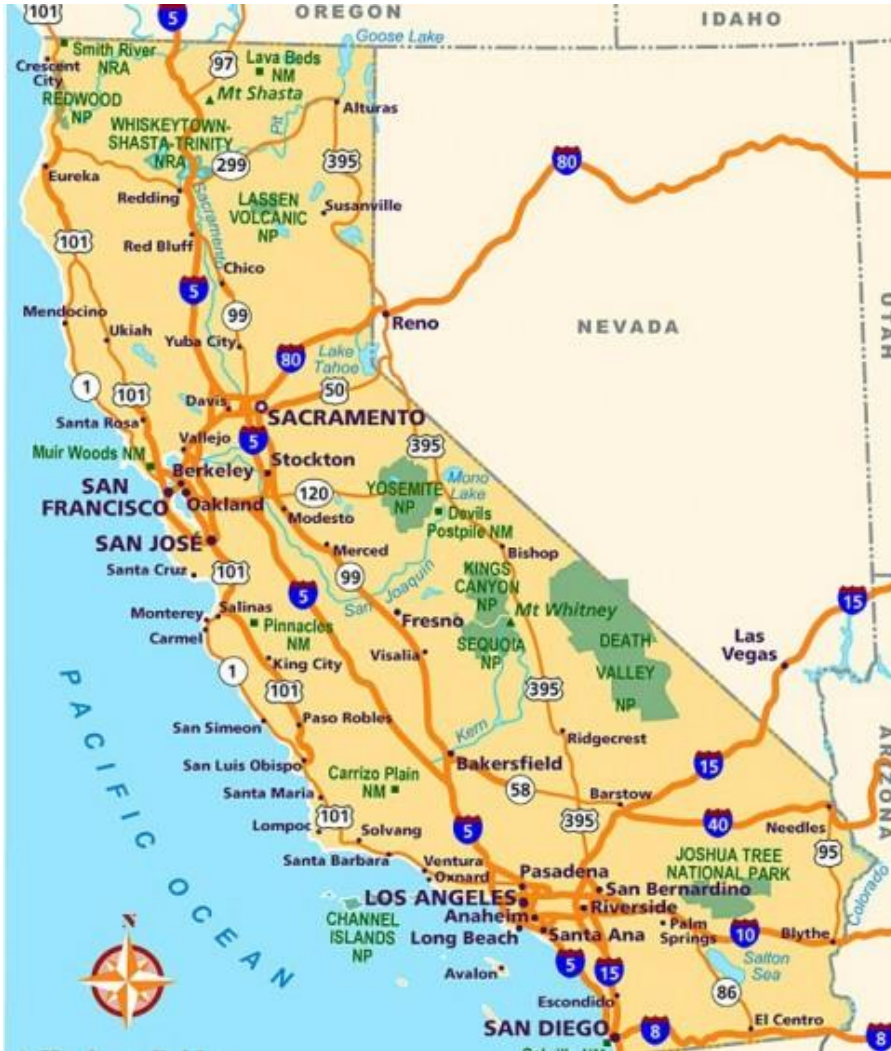 101
5
OREGON
IDAHO
Smith River
NRA
Goose Lake
Crescent
City
97
Lava Beds
NM
REDWOOD
NP
Mt Shasta
Alturas
WHISKEYTOWN-
SHASTA-TRINITY
NRA
Pit
299
395
80
Eureka
Redding
Sacramento
LASSEN
VOLCANIC
NP
Susanville
101
Red Bluff
Chico
5
99
Mendocino
Ukiah
Yuba City
Reno
NEVADA
UTAH
80
Lake
Tahoe
1
101
50
Davis
SACRAMENTO
Santa Rosa
Vallejo
5
395
Muir Woods NM
Berkeley
Stockton
SAN
FRANCISCO
Oakland
120
YOSEMITE
NP
Mono
Lake
Modesto
Devils
Postpile NM
SAN JOSÉ
Merced
Bishop
Santa Cruz
101
5
99
San Joaquin
KINGS
CANYON
NP
15
Monterey
Salinas
Carmel
Pinnacles
NM
Fresno
Mt Whitney
SEQUOIA
NP
DEATH
VALLEY
NP
Las
Vegas
King City
Visalia
1
101
395
PACIFIC OCEAN
San Simeon
Paso Robles
Kern
Ridgecrest
ARIZONA
San Luis Obispo
Bakersfield
15
Carrizo Plain
NM
58
Barstow
Santa Maria
101
5
395
40
Needles
Lompoc
Solvang
95
Santa Barbara
Ventura
Oxnard
Pasadena
JOSHUA TREE
NATIONAL PARK
Colorado
LOS ANGELES
San Bernardino
CHANNEL
ISLANDS
NP
Anaheim
Riverside
Long Beach
Santa Ana
Palm
Springs
10
Blythe
N
Avalon
5
15
Salton
Sea
86
Escondido
El Centro
SAN DIEGO
8
8